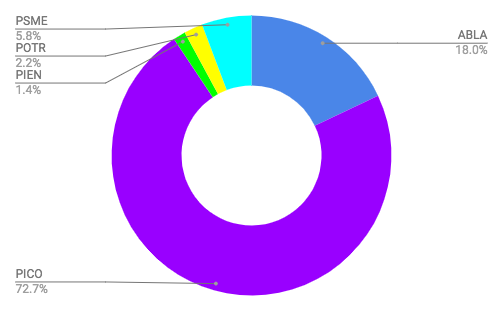 PSME
5.8%
POTR
2.2%
PIEN
1.4%
ABLA
18.0%
PICO
72.7%